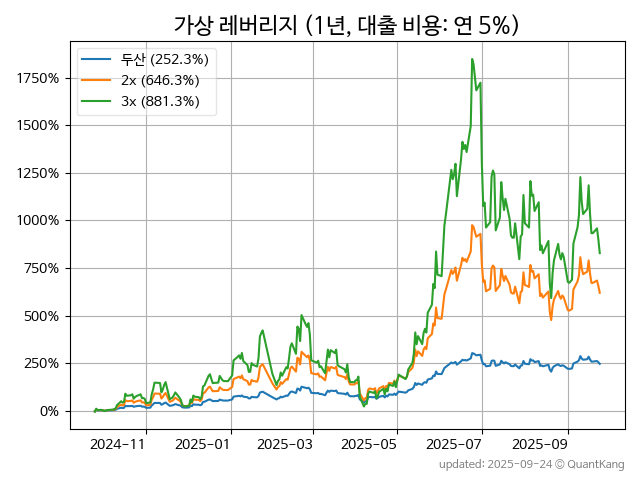 가상 레버리지 (1년, 대출 비용: 연 5%)
두산 (252.3%)
2x (646.3%)
3x (881.3%)
1750%
1500%
1250%
1000%
750%
500%
250%
0%
2024-11
2025-01
2025-03
2025-05
2025-07
2025-09
updated: 2025-09-24 © QuantKang